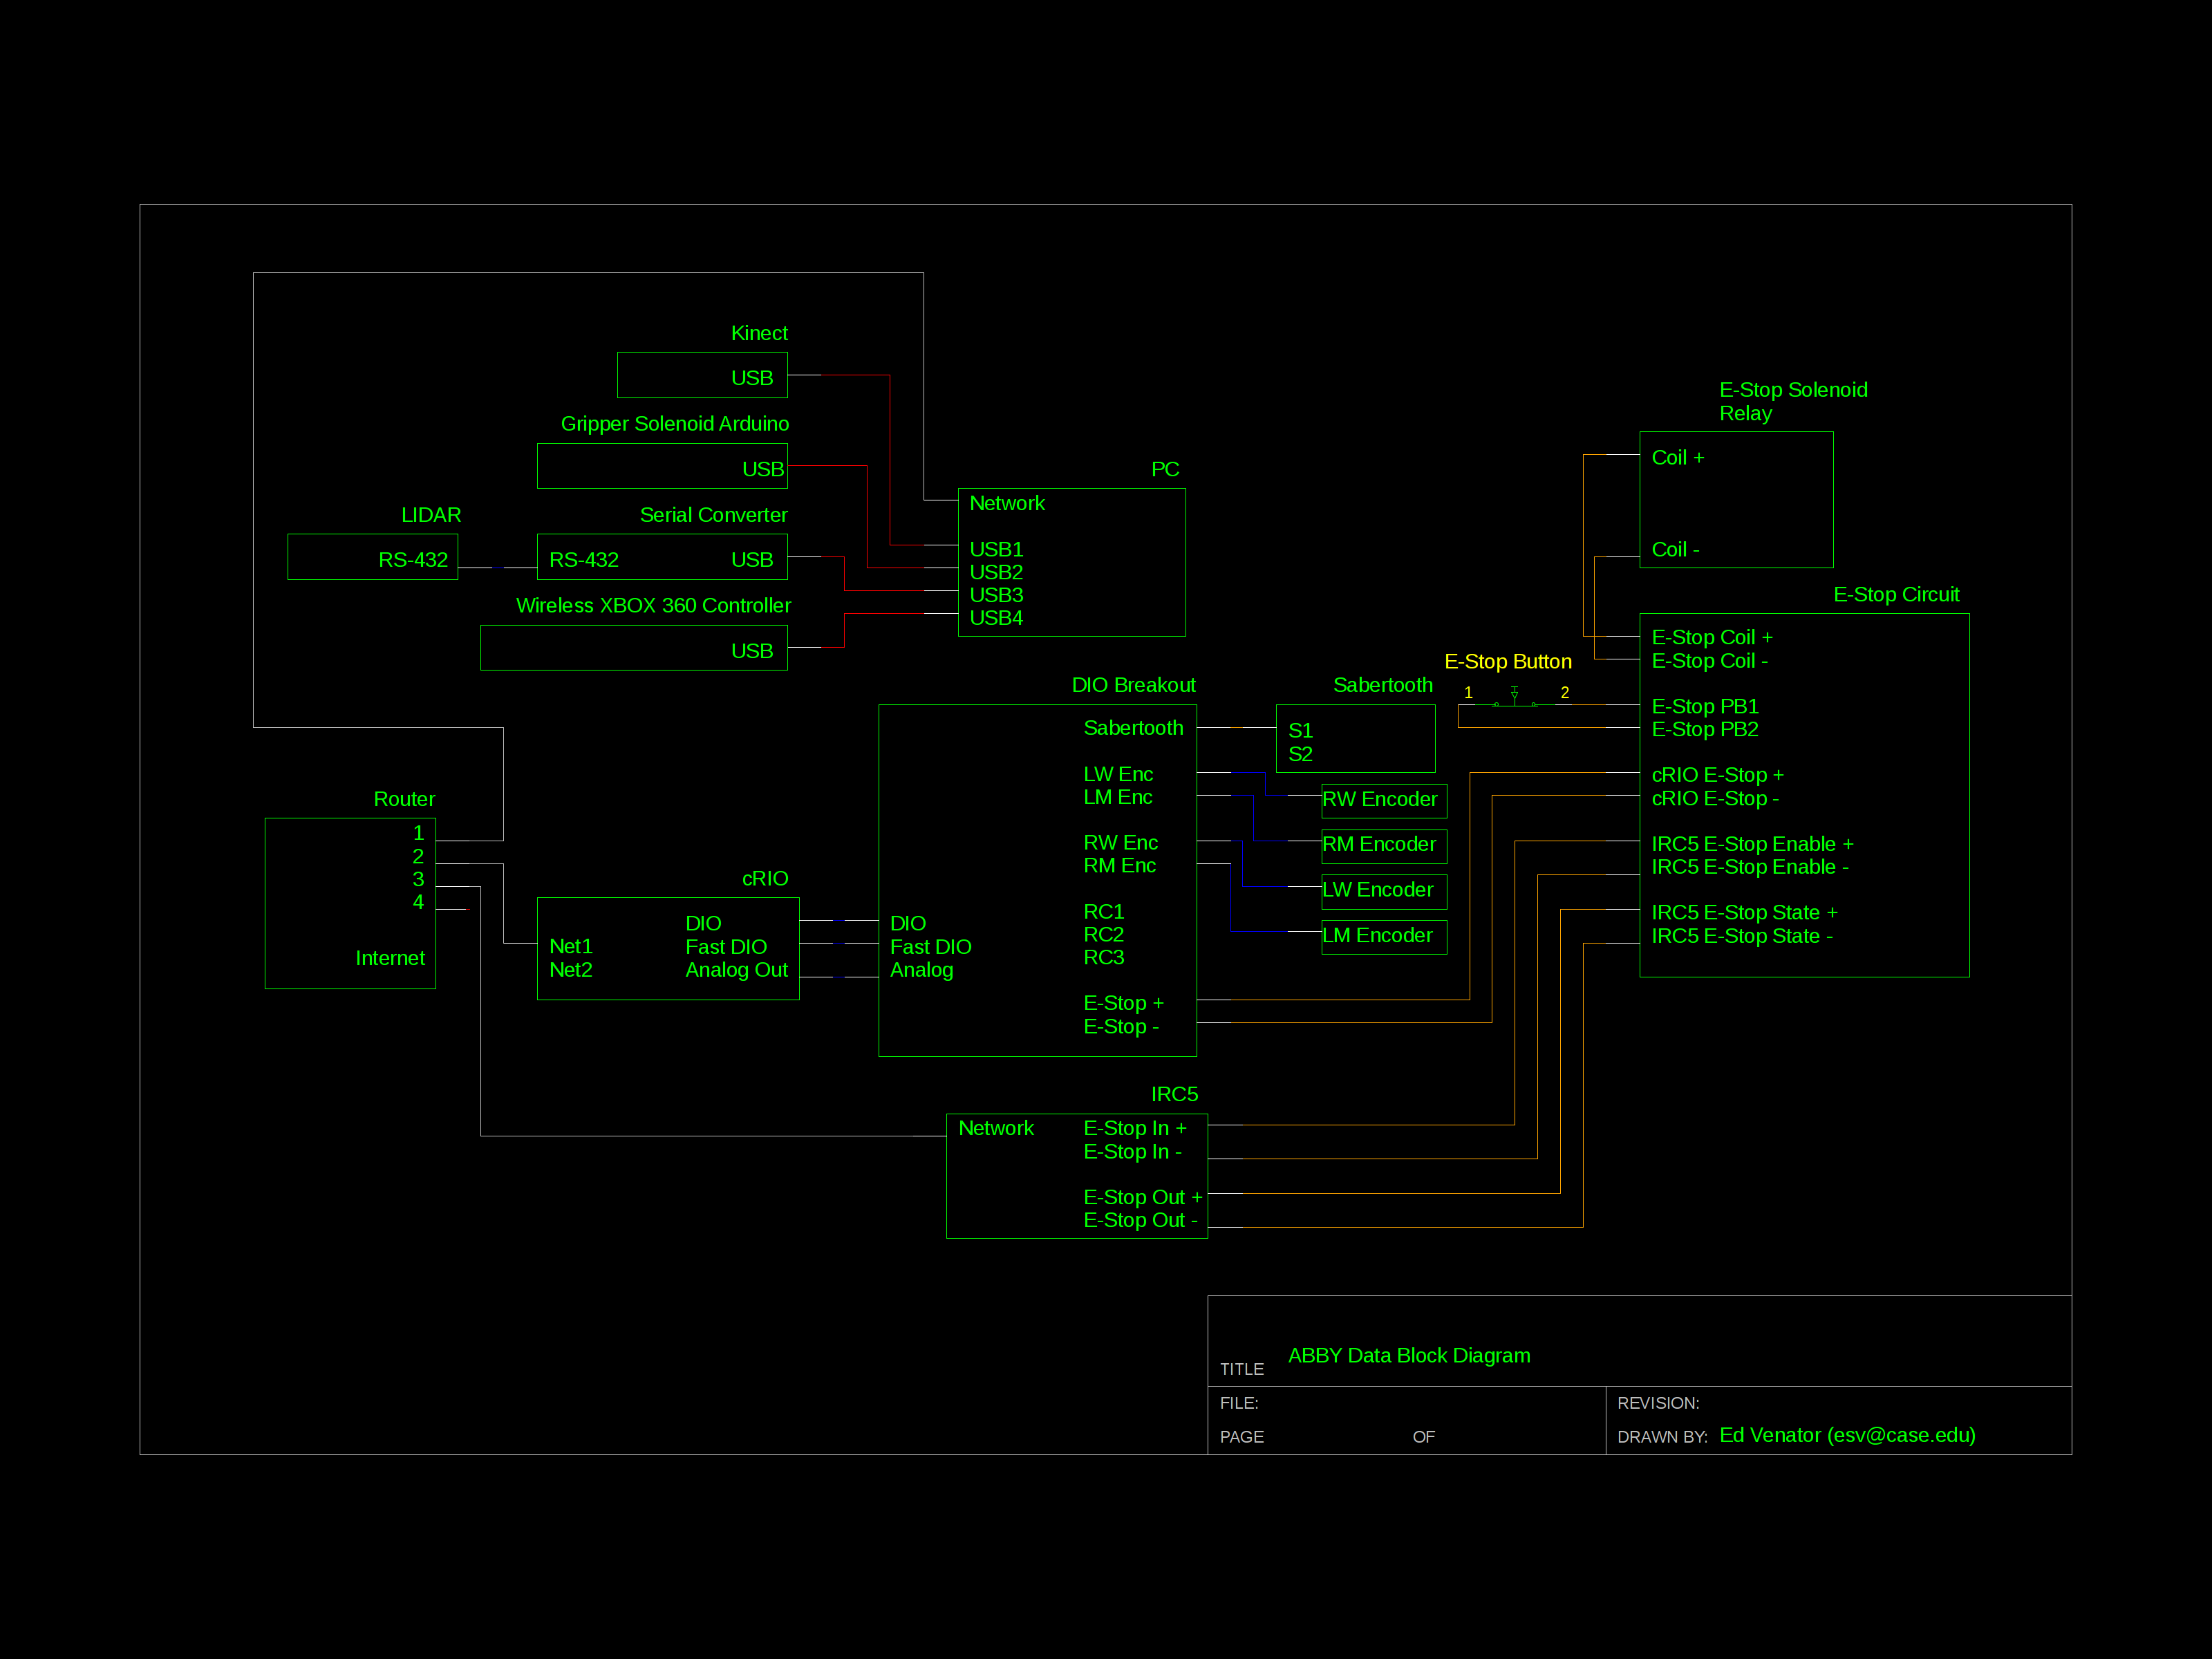 Kinect
USB
Gripper Solenoid Arduino
USB
LIDAR
RS-432
Serial Converter
RS-432 USB
Wireless XBOX 360 Controller
USB
PC
Network
USB1
USB2
USB3
USB4
E-Stop Solenoid
Relay
Coil +
Coil -
E-Stop Circuit
E-Stop Coil +
E-Stop Coil -
E-Stop PB1
E-Stop PB2
cRIO E-Stop +
cRIO E-Stop -
IRC5 E-Stop Enable +
IRC5 E-Stop Enable -
IRC5 E-Stop State +
IRC5 E-Stop State -
E-Stop Button
1 2
DIO Breakout
Sabertooth
LW Enc
LM Enc
RW Enc
RM Enc
RC1
RC2
RC3
E-Stop +
E-Stop -
DIO
Fast DIO
Analog
Sabertooth
S1
S2
RW Encoder
RM Encoder
LW Encoder
LM Encoder
Router
1
2
3
4
Internet
cRIO
Net1
Net2
DIO
Fast DIO
Analog Out
IRC5
Network
E-Stop In +
E-Stop In -
E-Stop Out +
E-Stop Out -
TITLE ABBY Data Block Diagram
FILE:
PAGE OF
REVISION:
DRAWN BY: Ed Venator (esv@case.edu)